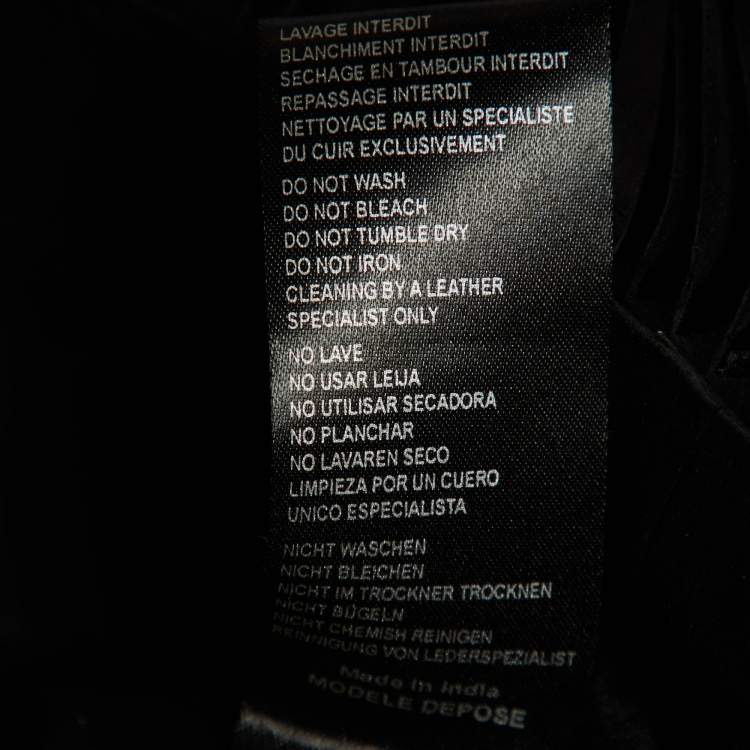 LAVAGE INTERDIT
BLANCHIMENT INTERDIT
SECHAGE EN TAMBOUR INTERDIT
REPASSAGE INTERDIT
NETTOYAGE PAR UN SPECIALISTE
DU CUIR EXCLUSIVEMENT
DO NOT WASH
DO NOT BLEACH
DO NOT TUMBLE DRY
DO NOT IRON
CLEANING BY A LEATHER
SPECIALIST ONLY
NO LAVE
NO USAR LEIJA
NO UTILISAR SECADORA
NO PLANCHAR
NO LAVAREN SECO
LIMPIEZA POR UN CUERO
UNICO ESPECIALISTA
NICHT WASCHEN
NICHT BLEICHEN
NICHT IM TROCKNER TROCKNEN
NICHT BÜGELN
NICHT CHEMISH REINIGEN
REINNIGUNG VON LEDERSPEZIALIST
Made in India
MODELE DEPOSE